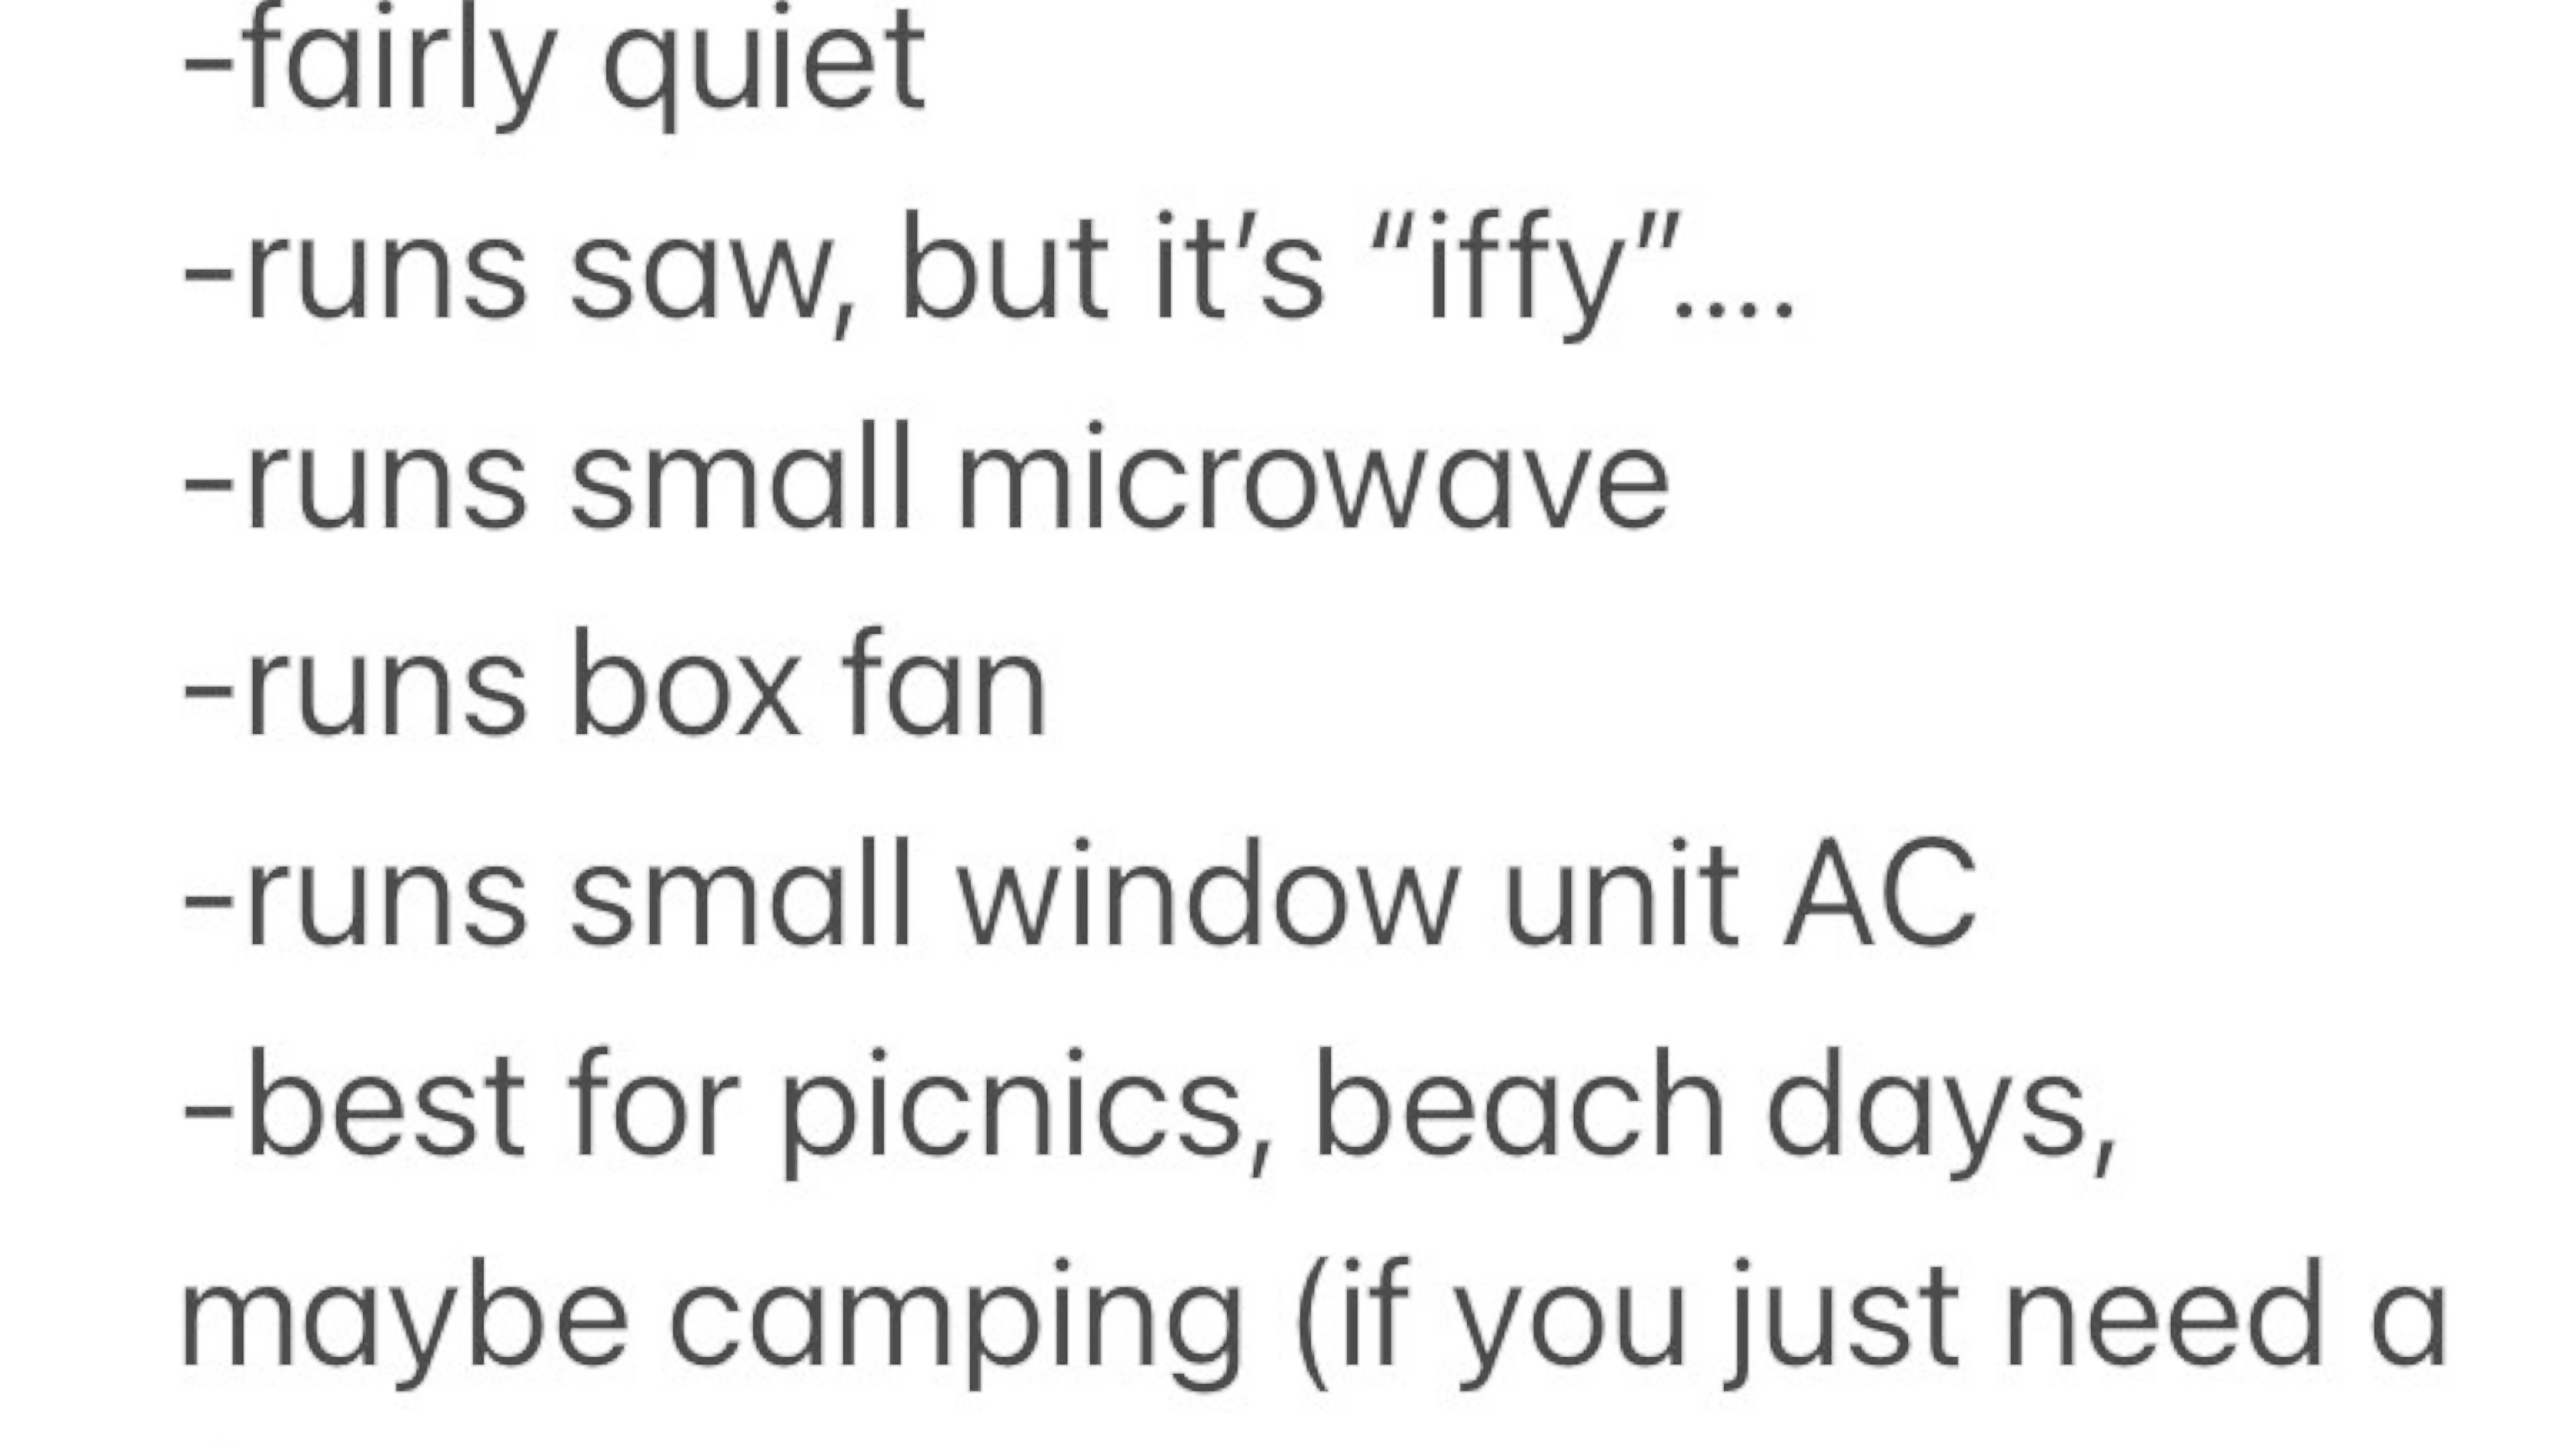 -fairly quiet
-runs saw, but it’s “iffy”....
-runs small microwave
-runs box fan
-runs small window unit AC
-best for picnics, beach days,
maybe camping (if you just need a